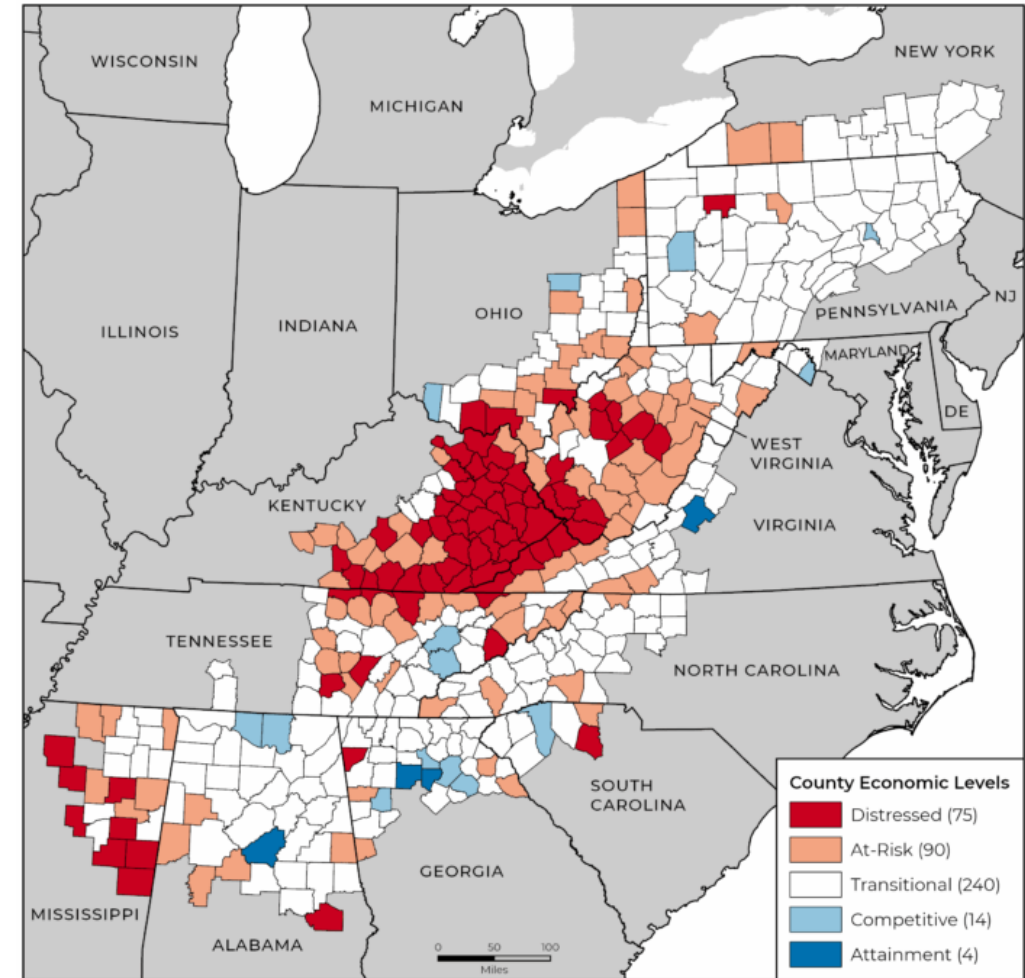 WISCONSIN
NEW YORK
MICHIGAN
PENNSYLVANIA
NJ
ILLINOIS
INDIANA
OHIO
MARYLAND
DE
WEST
VIRGINIA
KENTUCKY
VIRGINIA
TENNESSEE
NORTH CAROLINA
SOUTH
CAROLINA
GEORGIA
MISSISSIPPI
ALABAMA
0 50 100
Miles
County Economic Levels
Distressed (75)
At-Risk (90)
Transitional (240)
Competitive (14)
Attainment (4)